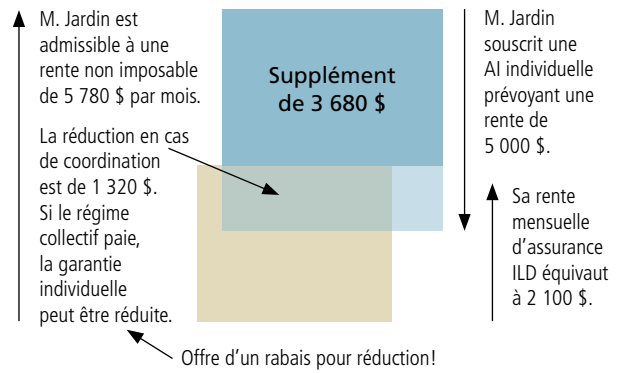 M. Jardin est
admissible à une
rente non imposable
de 5 780 $ par mois.
La réduction en cas
de coordination
est de 1 320 $.
Si le régime
collectif paie,
la garantie
individuelle
peut être réduite.
Supplément
de 3 680 $
M. Jardin
souscrit une
AI individuelle
prévoyant une
rente de
5 000 $.
Sa rente
mensuelle
d’assurance
ILD équivaut
à 2 100 $.
Offre d’un rabais pour réduction!